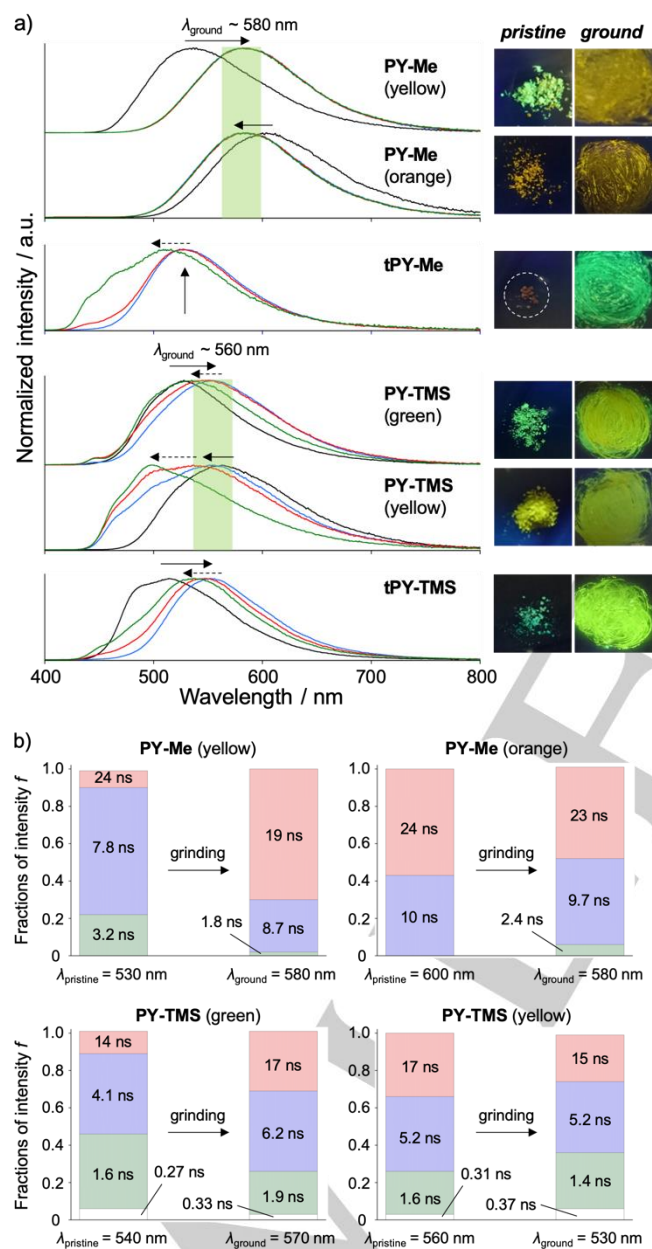 a)
λground ~ 580 nm
pristine ground
PY-Me
(yellow)
PY-Me
(orange)
tPY-Me
λground ~ 560 nm
PY-TMS
(green)
PY-TMS
(yellow)
tPY-TMS
Normalized intensity / a.u.
400 500 600 700 800
Wavelength / nm
b)
PY-Me (yellow)
PY-Me (orange)
Fractions of intensity f
1.0
0.8
0.6
0.4
0.2
0
24 ns
7.8 ns
3.2 ns
grinding
19 ns
8.7 ns
1.8 ns
λpristine = 530 nm
λground = 580 nm
24 ns
10 ns
grinding
23 ns
9.7 ns
2.4 ns
λpristine = 600 nm
λground = 580 nm
PY-TMS (green)
PY-TMS (yellow)
Fractions of intensity f
1.0
0.8
0.6
0.4
0.2
0
14 ns
4.1 ns
1.6 ns
0.27 ns
grinding
17 ns
6.2 ns
1.9 ns
0.33 ns
λpristine = 540 nm
λground = 570 nm
17 ns
5.2 ns
1.6 ns
0.31 ns
grinding
15 ns
5.2 ns
1.4 ns
0.37 ns
λpristine = 560 nm
λground = 530 nm